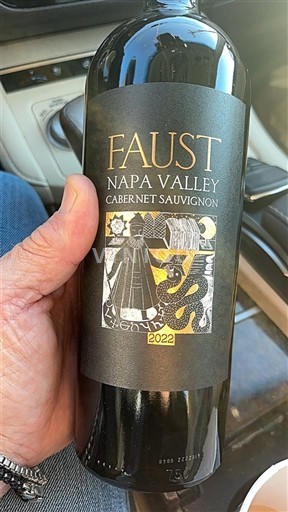 FAUST
NAPA VALLEY
CABERNET SAUVIGNON
2022